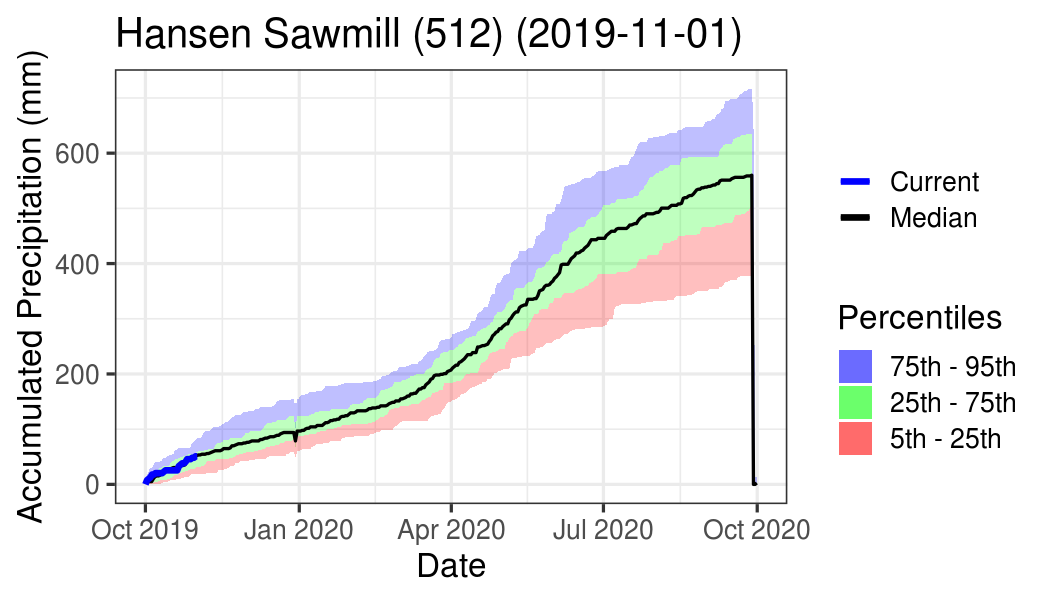 Hansen Sawmill (512) (2019-11-01)
Accumulated Precipitation (mm)
600
400
200
0
Oct 2019
Jan 2020
Apr 2020
Jul 2020
Oct 2020
Date
Current
Median
Percentiles
75th - 95th
25th - 75th
5th - 25th